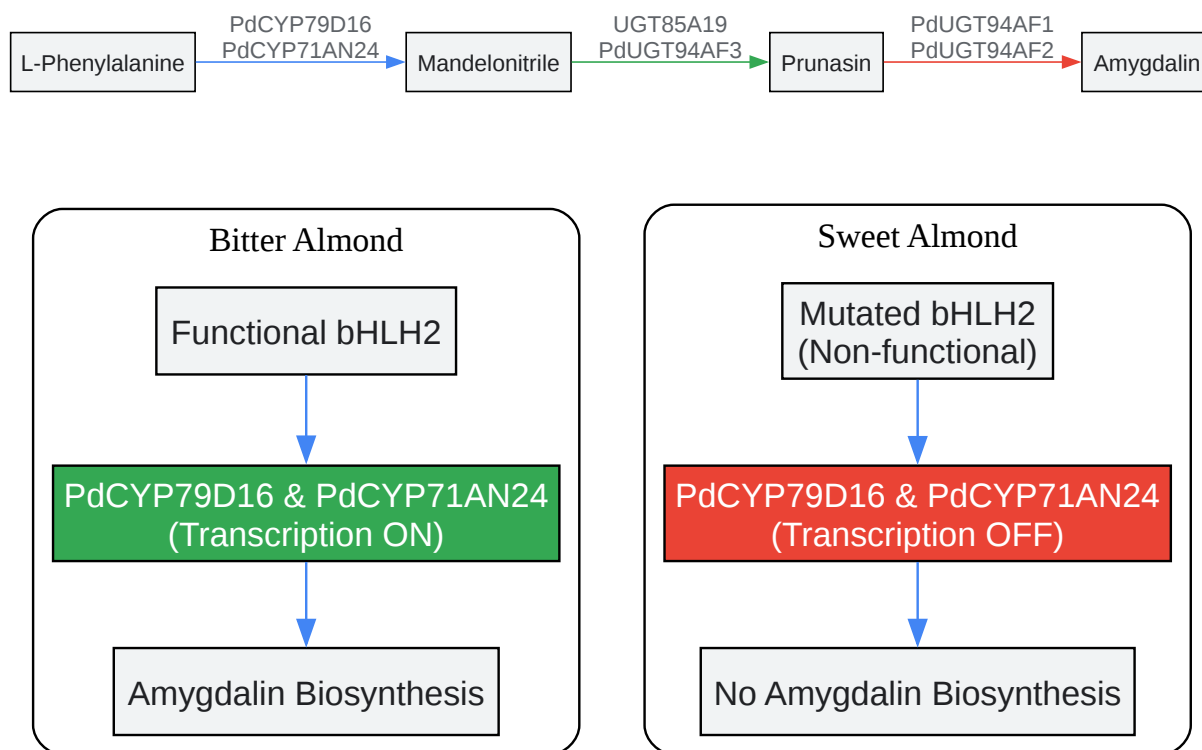 PdCYP79D16
PdCYP71AN24
UGT85A19
PdUGT94AF3
PdUGT94AF1
PdUGT94AF2
L-Phenylalanine
Mandelonitrile
Prunasin
Amygdalin
Bitter Almond
Functional bHLH2
PdCYP79D16 & PdCYP71AN24
(Transcription ON)
Amygdalin Biosynthesis
Sweet Almond
Mutated bHLH2
(Non-functional)
PdCYP79D16 & PdCYP71AN24
(Transcription OFF)
No Amygdalin Biosynthesis